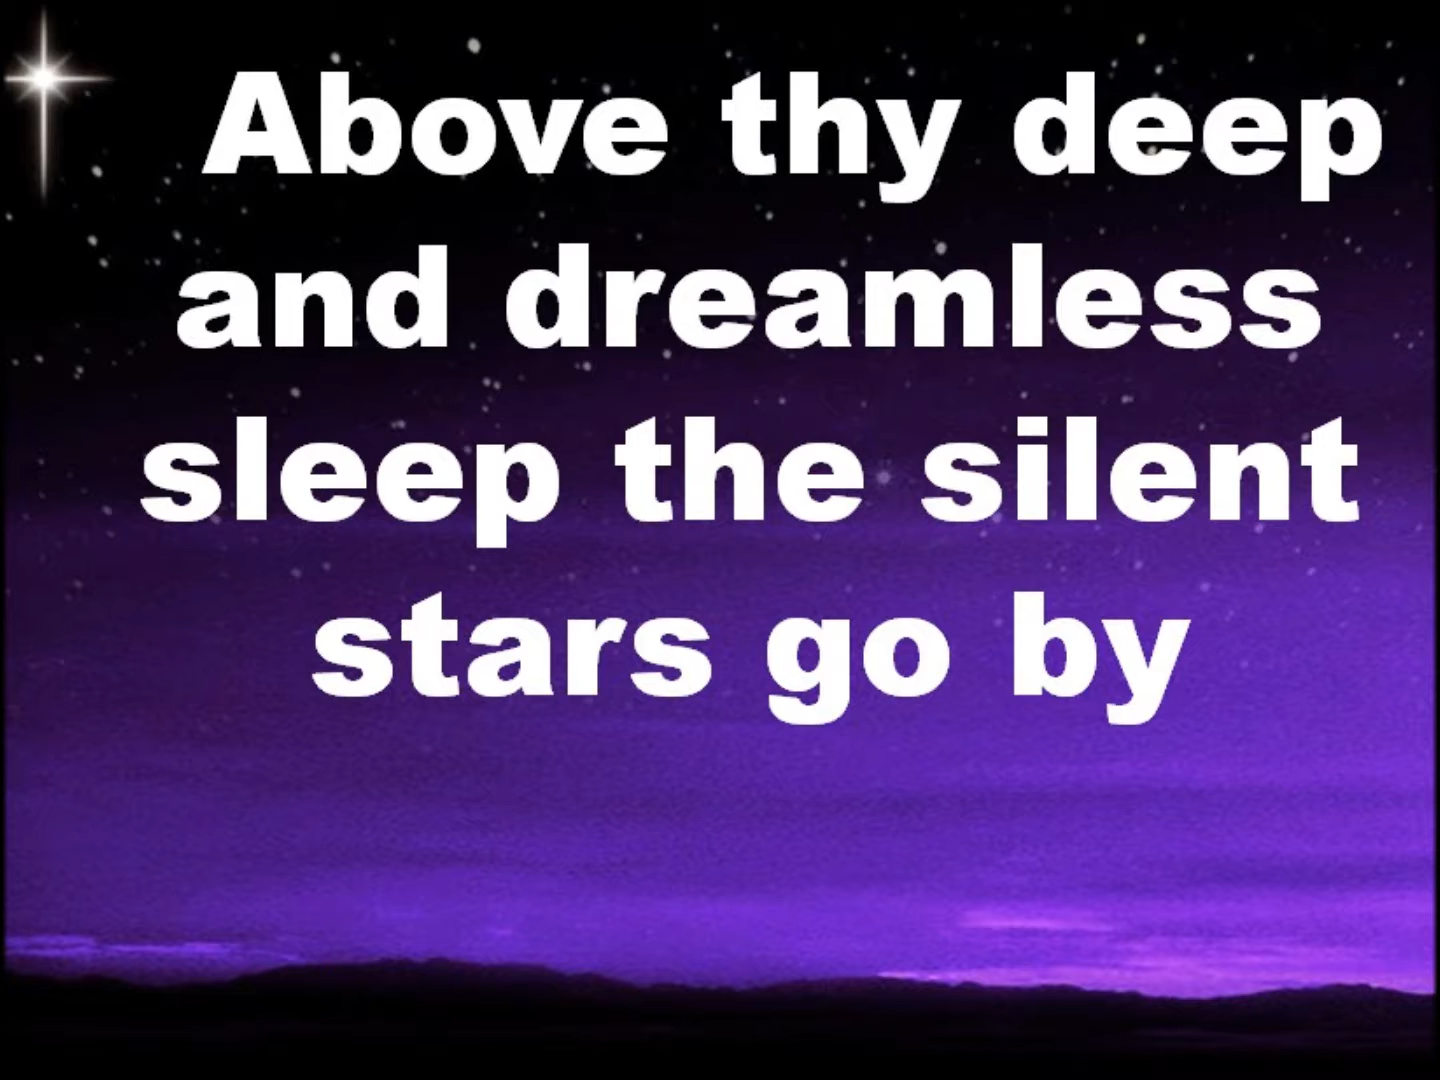 Above thy deep
and dreamless
sleep the silent
stars go by